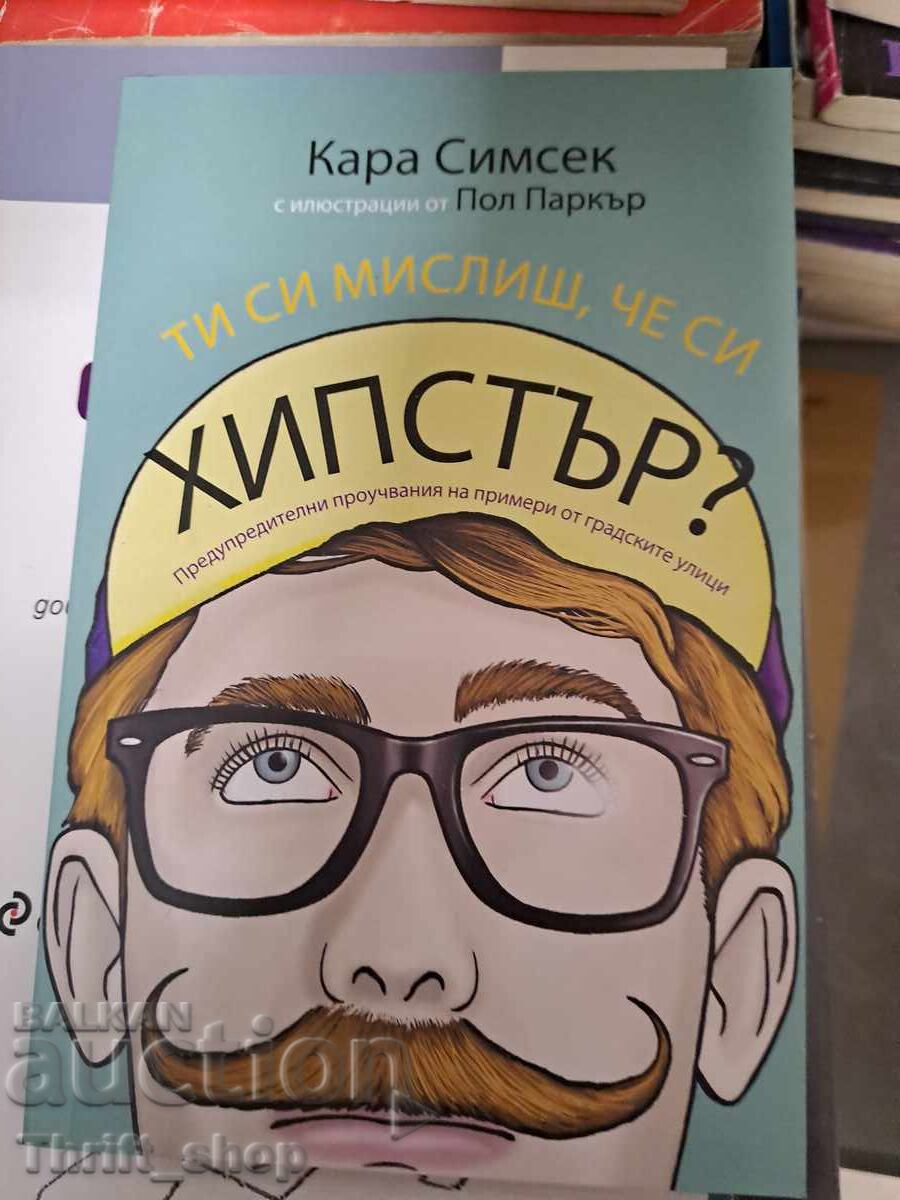 Кара Симсек
с илюстрации от Пол Паркър
ТИ СИ МИСЛИШ, ЧЕ СИ
ХИПСТЪР?
Предупредителни проучвания на примери от градските улици
BALKAN
auction
Thrift_shop